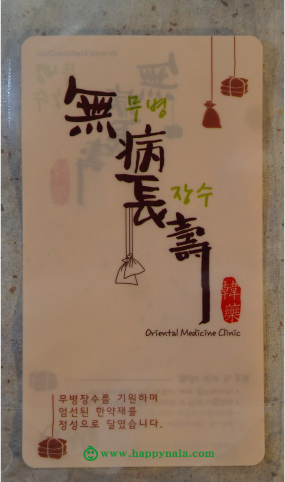 無 무병
病
長 장수
壽
韓
藥
Oriental Medicine Clinic
무병장수를 기원하며
엄선된 한약재를
정성으로 달였습니다.
www.happynala.com